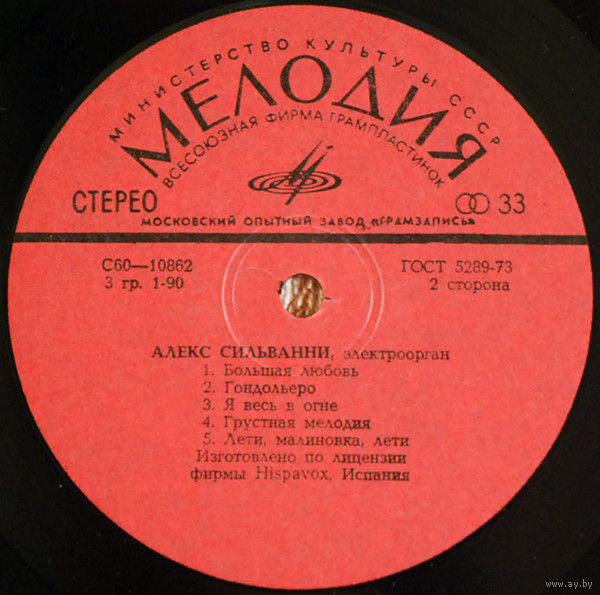 МИНИСТЕРСТВО КУЛЬТУРЫ СССР
МЕЛОДИЯ
ВСЕСОЮЗНАЯ ФИРМА ГРАМПЛАСТИНОК
СТЕРЕО
33
МОСКОВСКИЙ ОПЫТНЫЙ ЗАВОД «ГРАМЗАПИСЬ»
С60—10862
ГОСТ 5289-73
3 гр. 1-90
2 сторона
АЛЕКС СИЛЬВАННИ, электроорган
1. Большая любовь
2. Гондольеро
3. Я весь в огне
4. Грустная мелодия
5. Лети, малиновка, лети
Изготовлено по лицензии
фирмы Hispavox, Испания
www.ay.by